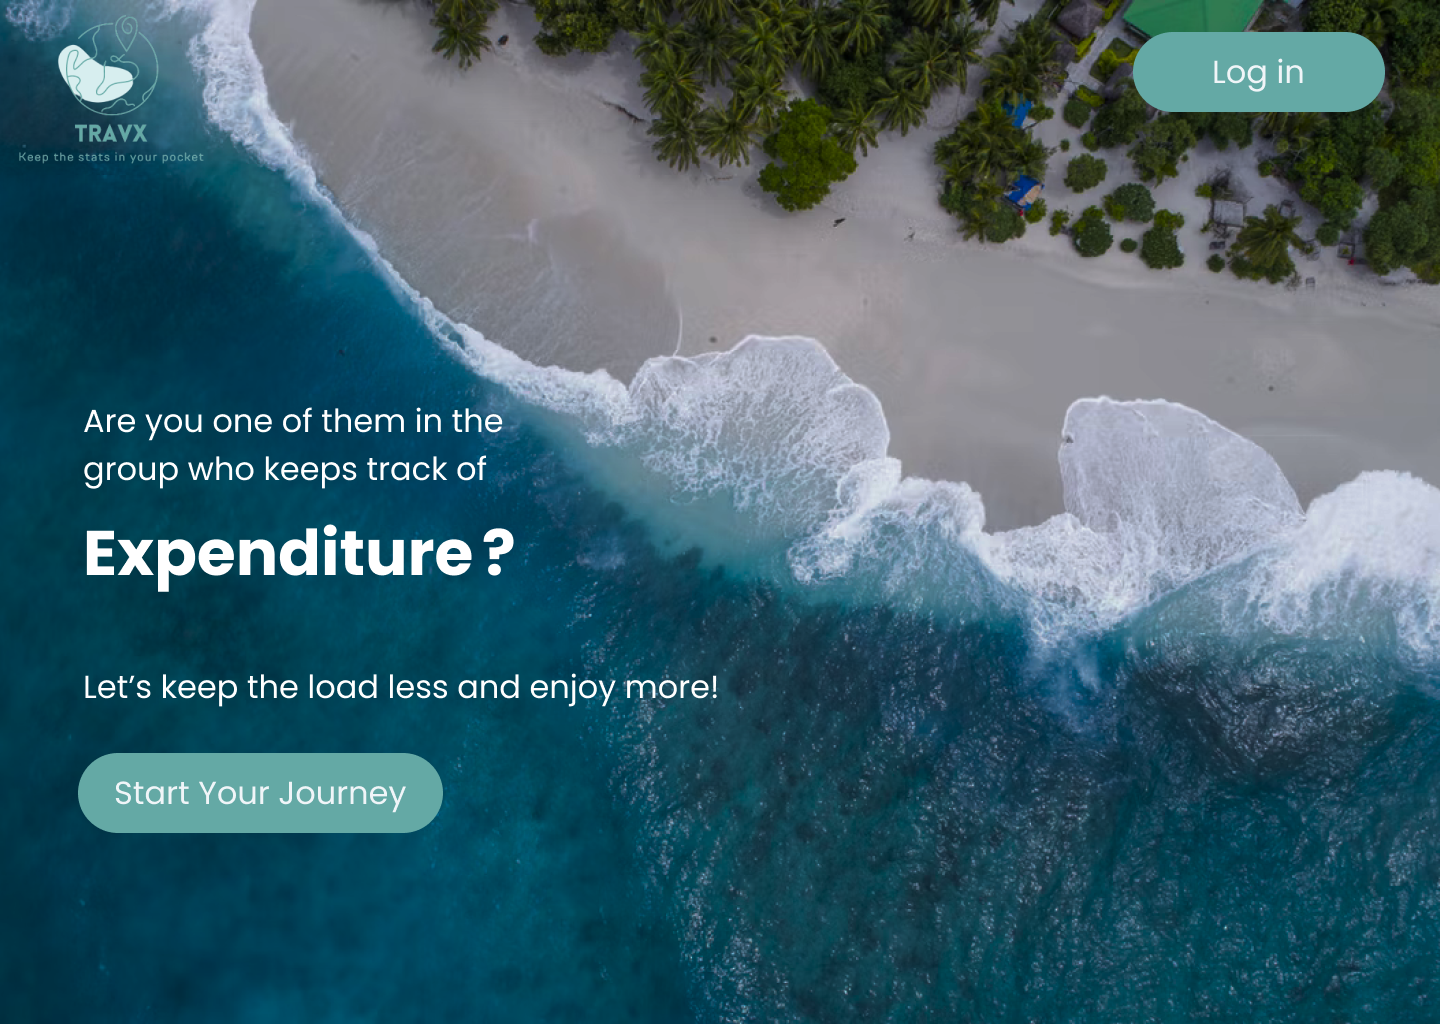 TRAVX
Keep the stats in your pocket
Log in
Are you one of them in the
group who keeps track of
Expenditure ?
Let’s keep the load less and enjoy more!
Start Your Journey